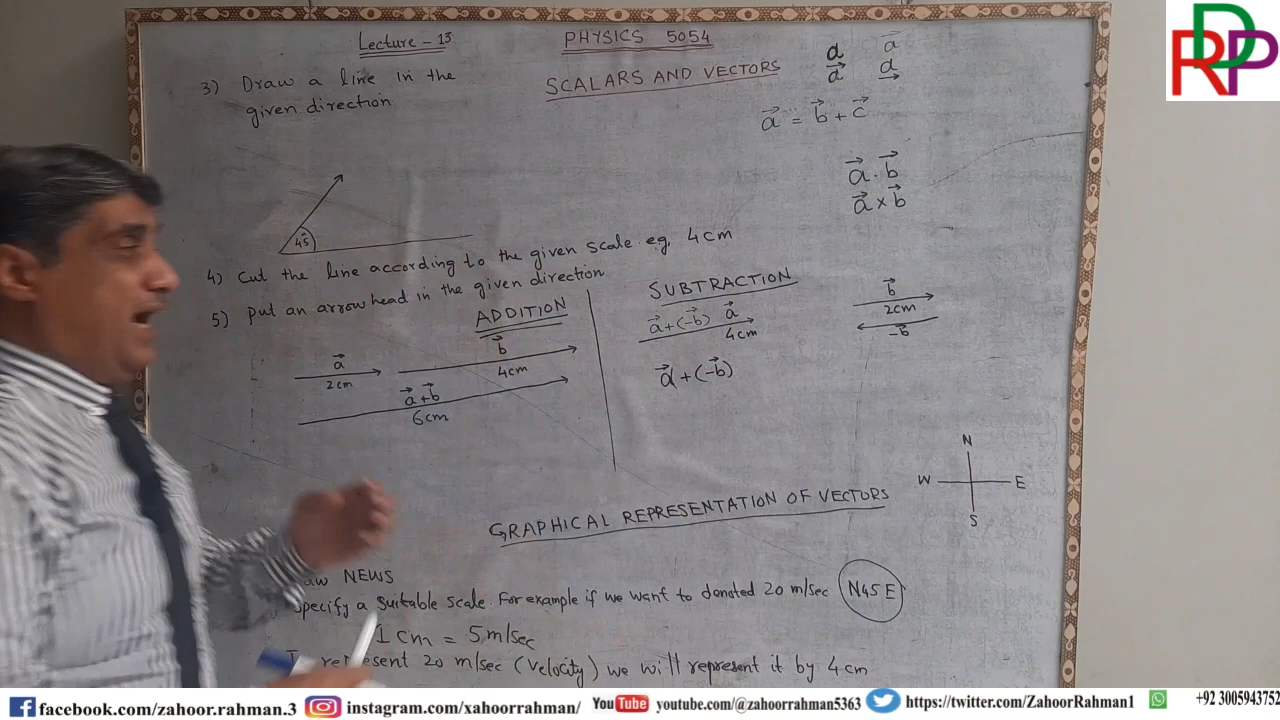 Lecture - 13
PHYSICS 5054
SCALARS AND VECTORS
a a⃗
a⃗ a⃗
a⃗ = b⃗ + c⃗
a⃗ . b⃗
a⃗ × b⃗
3) Draw a line in the
given direction
45
4) Cut the line according to the given scale eg, 4cm
5) put an arrow head in the given direction
ADDITION
a⃗
2cm
b⃗
4cm
a⃗+b⃗
6cm
SUBTRACTION
a⃗+(-b⃗) a⃗
4cm
a⃗+(-b⃗)
b⃗
2cm
-b⃗
N
W E
S
GRAPHICAL REPRESENTATION OF VECTORS
NEWS
specify a suitable scale. For example if we want to denoted 20 m/sec N45E
1 cm = 5m/sec
represent 20 m/sec (velocity) we will represent it by 4cm
RDP
facebook.com/zahoor.rahman.3
instagram.com/xahoorrahman/
YouTube youtube.com/@zahoorrahman5363
https://twitter.com/ZahoorRahman1
+92 3005943752